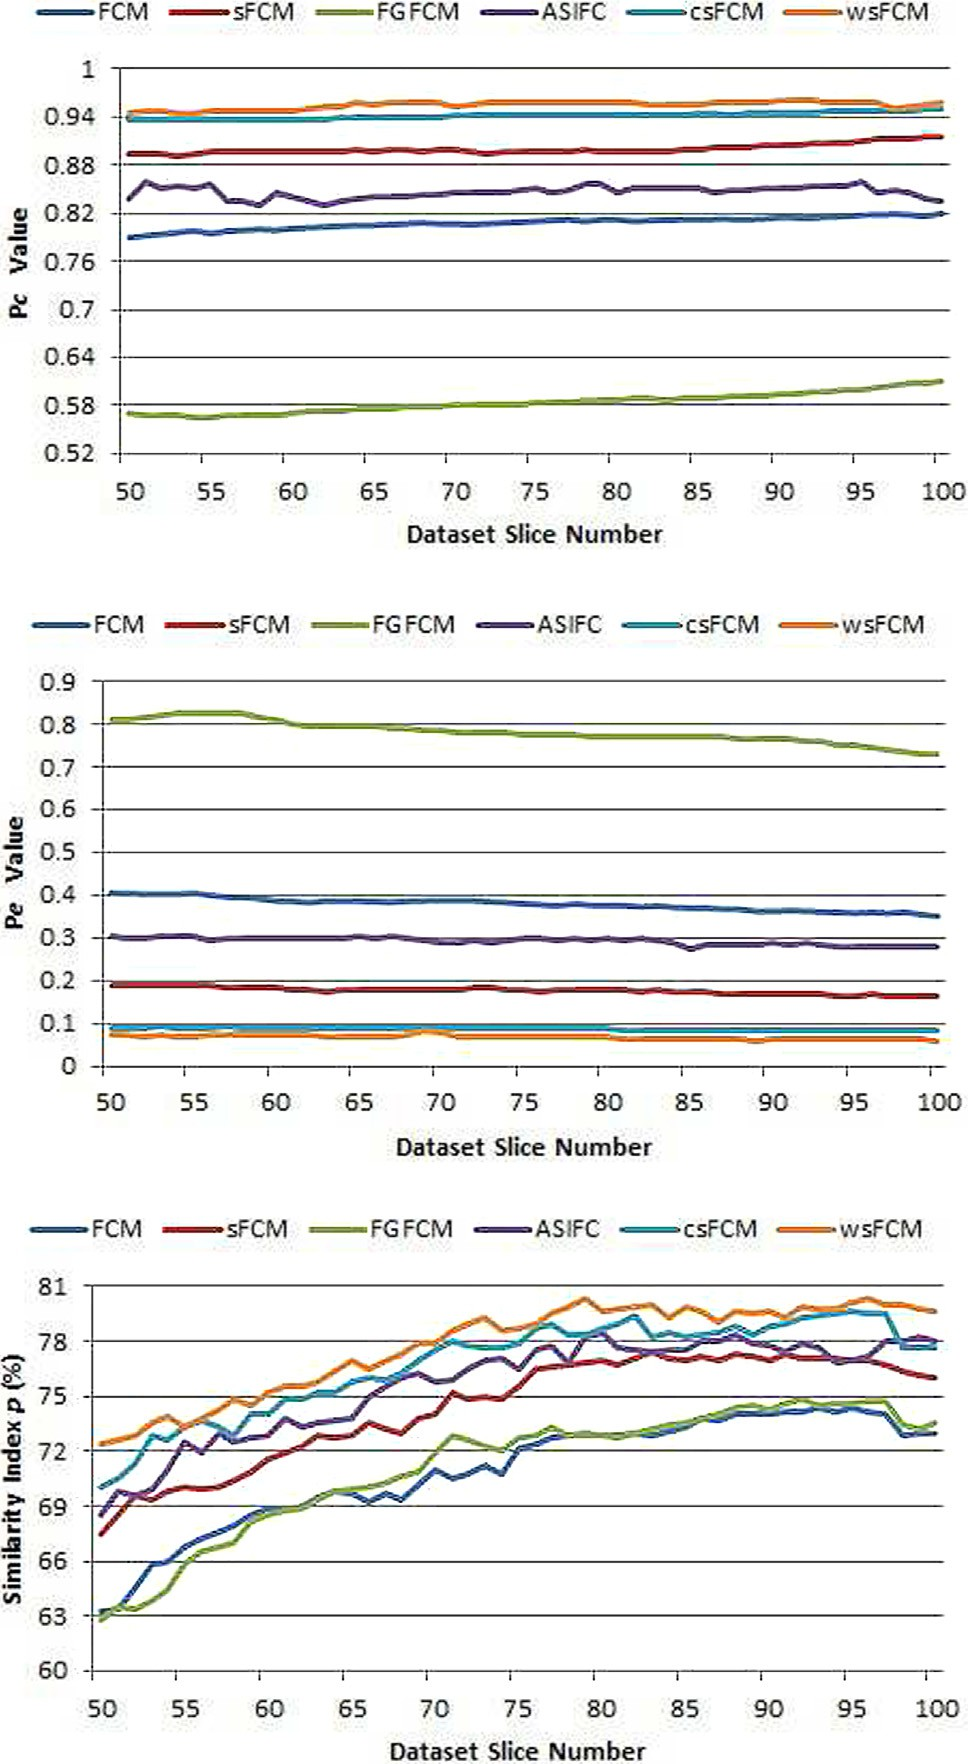 FCM sFCM FGFCM ASIFC csFCM wsFCM
1
0.94
0.88
0.82
0.76
0.7
0.64
0.58
0.52
Pc Value
50 55 60 65 70 75 80 85 90 95 100
Dataset Slice Number
FCM sFCM FGFCM ASIFC csFCM wsFCM
0.9
0.8
0.7
0.6
0.5
0.4
0.3
0.2
0.1
0
Pe Value
50 55 60 65 70 75 80 85 90 95 100
Dataset Slice Number
FCM sFCM FGFCM ASIFC csFCM wsFCM
81
78
75
72
69
66
63
60
Similarity Index p (%)
50 55 60 65 70 75 80 85 90 95 100
Dataset Slice Number